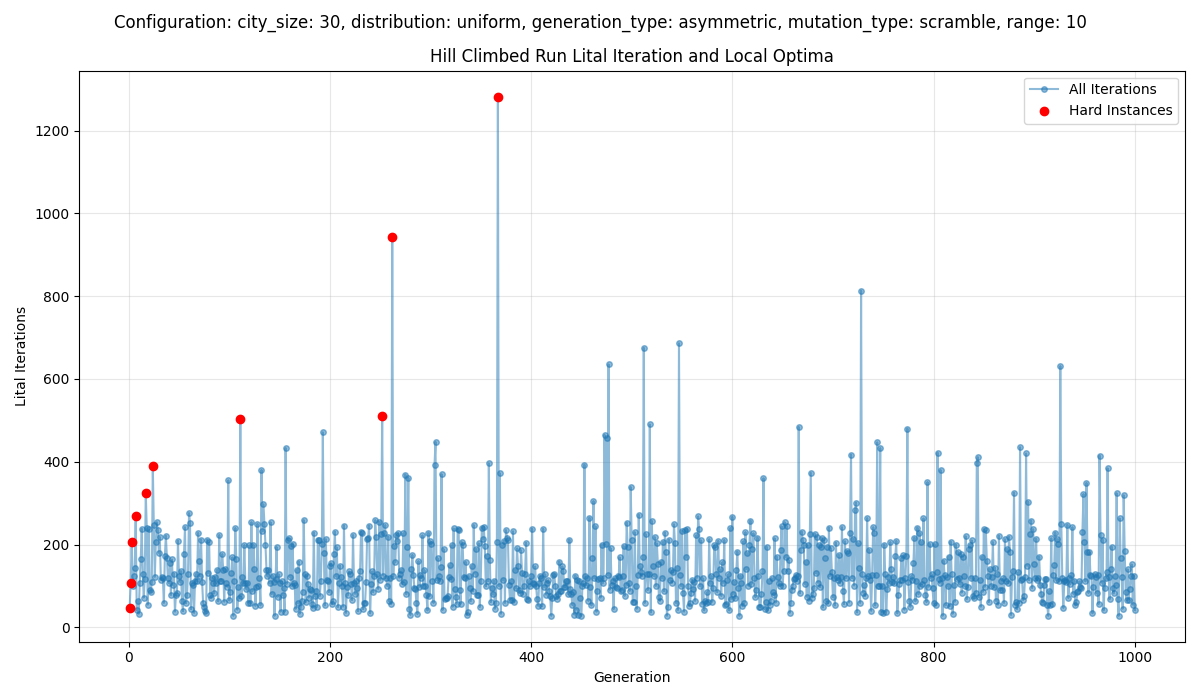 Configuration: city_size: 30, distribution: uniform, generation_type: asymmetric, mutation_type: scramble, range: 10
Hill Climbed Run Lital Iteration and Local Optima
All Iterations
Hard Instances
Lital Iterations
1200
1000
800
600
400
200
0
0 200 400 600 800 1000
Generation